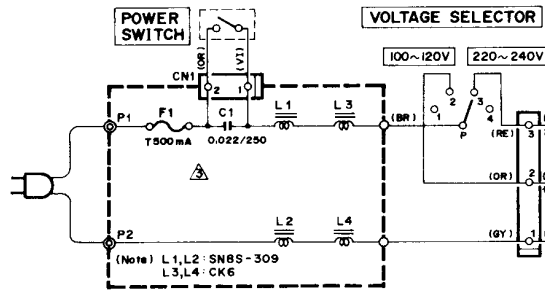 POWER
SWITCH
VOLTAGE SELECTOR
100~120V
220~240V
(OR)
(VI)
CN1
2
1
P1
F1
T500mA
C1
0.022/250
L1
L3
(BR)
1
2
3
4
P
(RE)
3
(OR)
2
3
P2
L2
L4
(GY)
1
(Note) L1,L2:SN8S-309
L3,L4:CK6